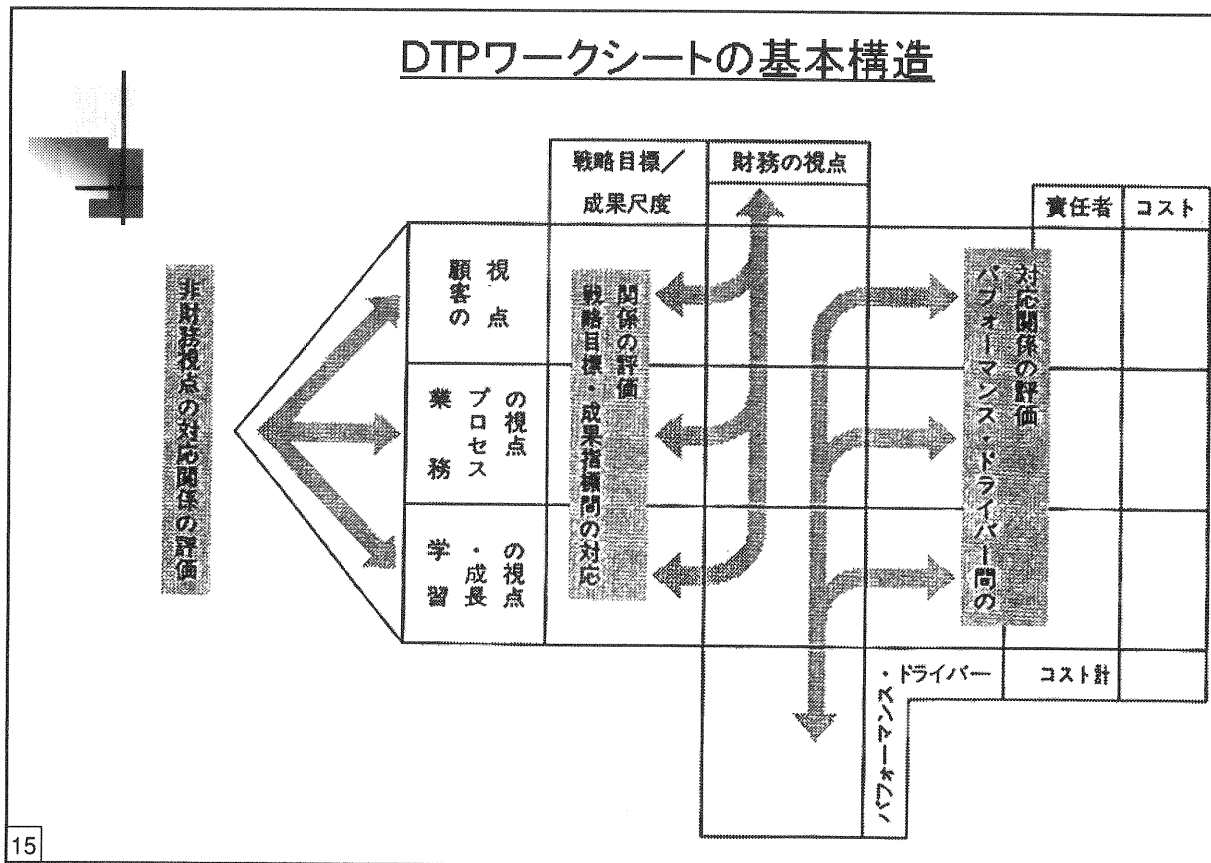 DTPワークシートの基本構造
戦略目標／
成果尺度
財務の視点
責任者
コスト
非財務視点の対応関係の評価
顧客の
視点
業務
プロセス
の視点
学習
・成長
の視点
戦略目標・成果指標間の対応
関係の評価
パフォーマンス・ドライバー間の
対応関係の評価
パフォーマンス・
ドライバー
コスト計
15